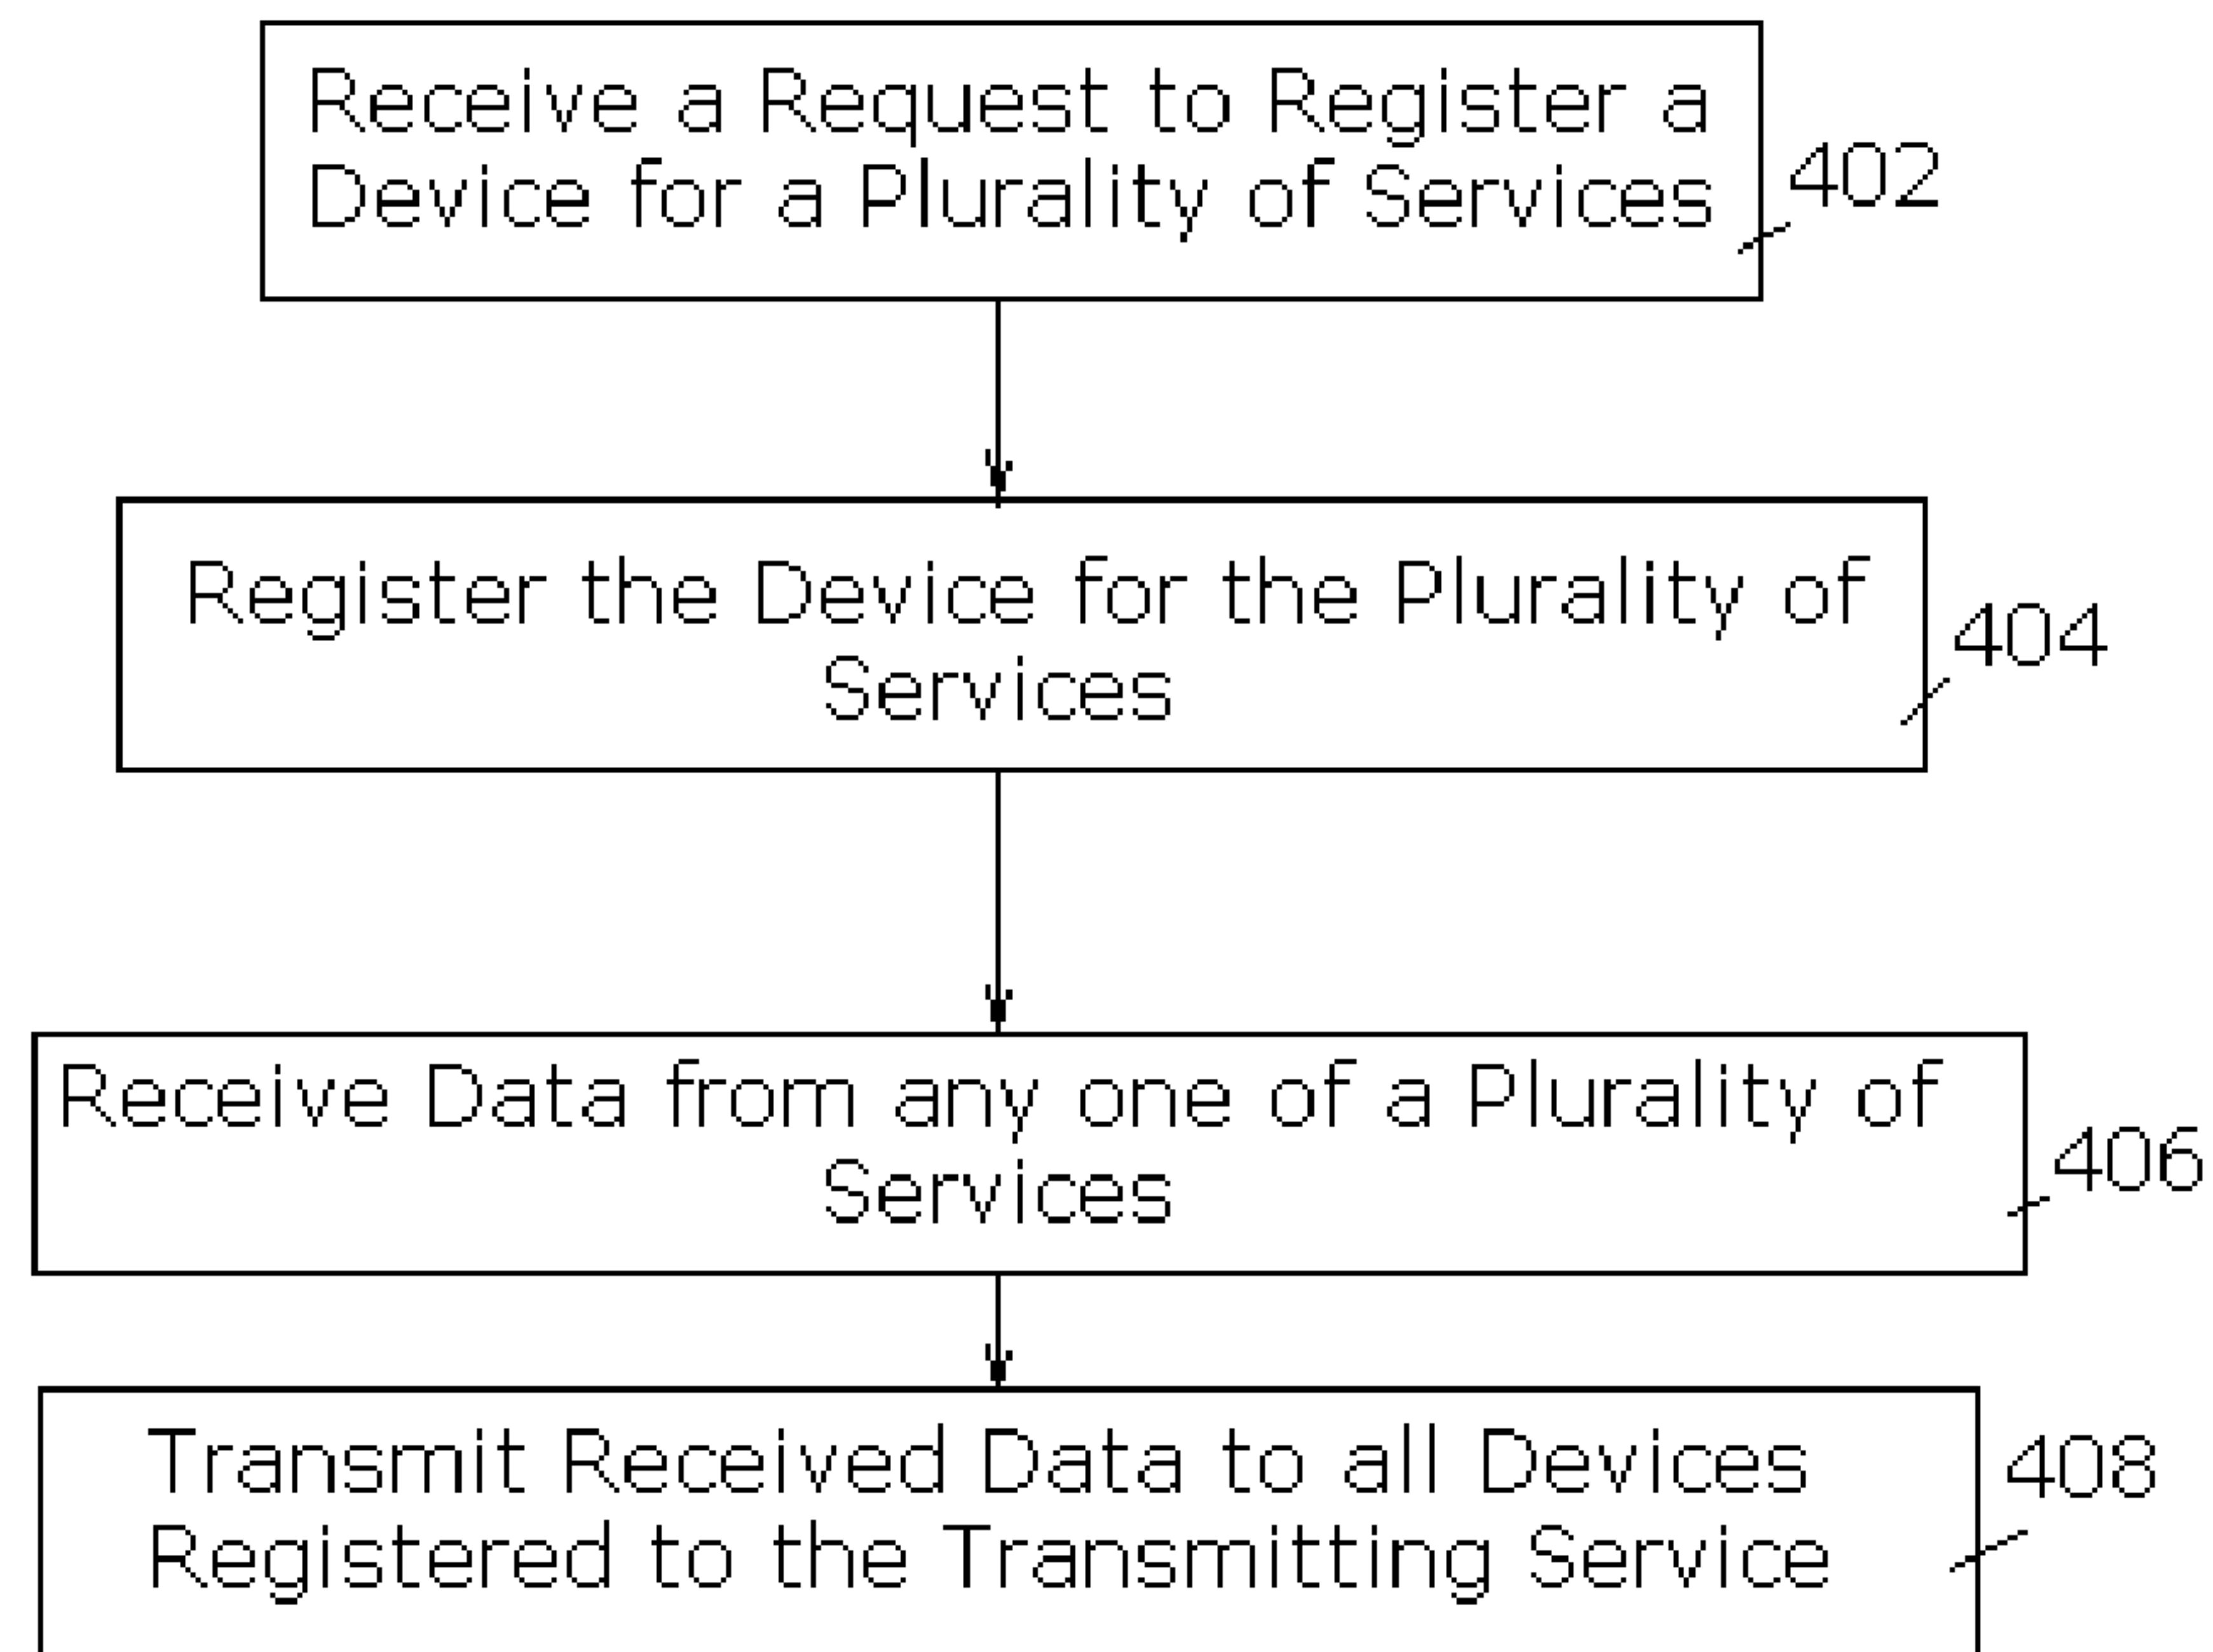 Receive a Request to Register a
Device for a Plurality of Services
402
Register the Device for the Plurality of
Services
404
Receive Data from any one of a Plurality of
Services
406
Transmit Received Data to all Devices
Registered to the Transmitting Service
408